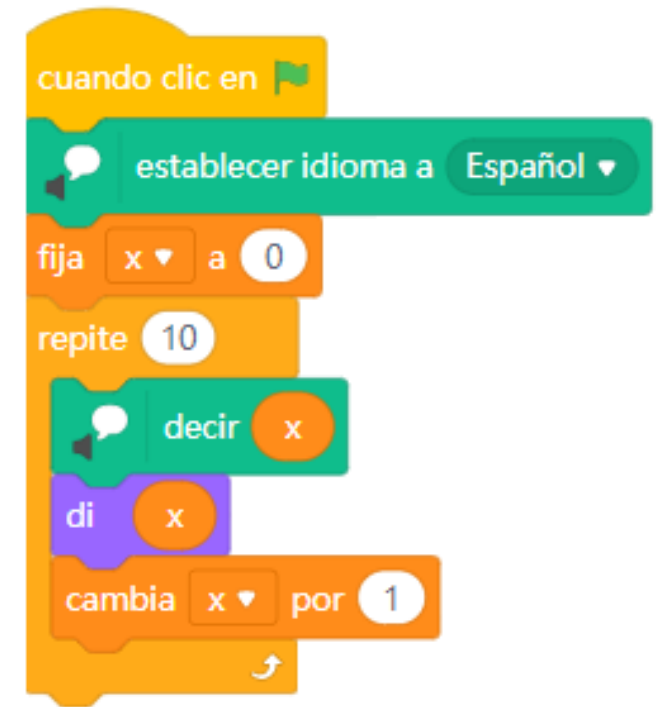 cuando clic en
establecer idioma a Español
fija x a 0
repite 10
decir x
di x
cambia x por 1